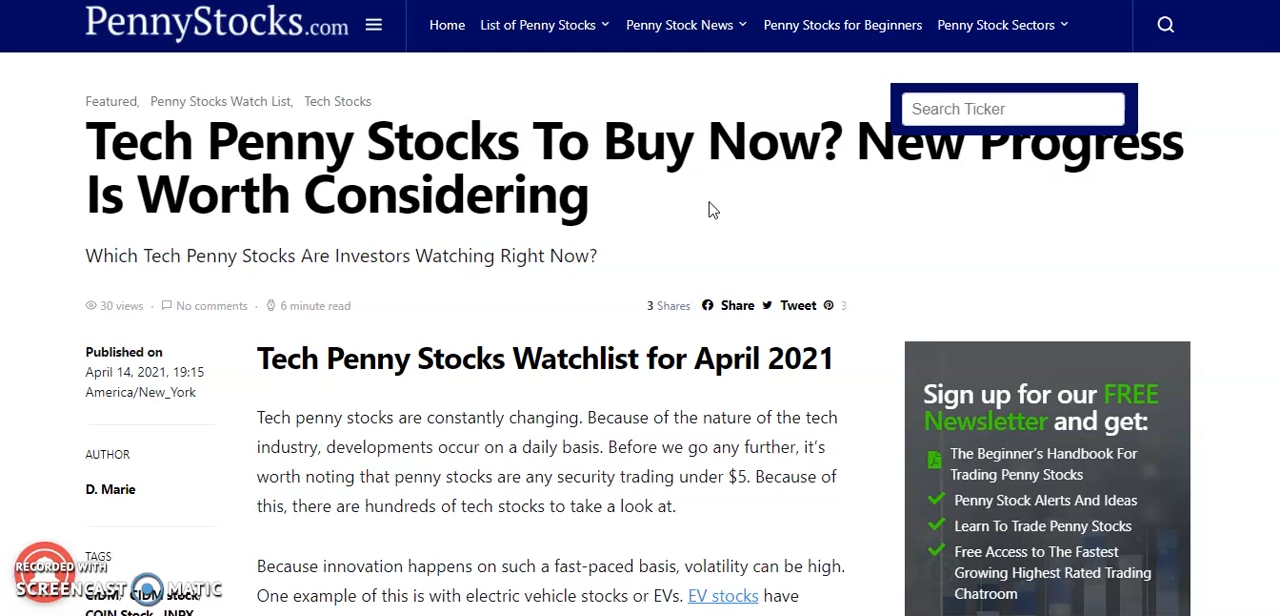 PennyStocks.com
Home List of Penny Stocks Penny Stock News Penny Stocks for Beginners Penny Stock Sectors
Featured, Penny Stocks Watch List, Tech Stocks
Search Ticker
Tech Penny Stocks To Buy Now? New Progress
Is Worth Considering
Which Tech Penny Stocks Are Investors Watching Right Now?
30 views · No comments · 6 minute read
3 Shares Share Tweet 3
Published on
April 14, 2021, 19:15
America/New_York
AUTHOR
D. Marie
TAGS
CIDM, CIDM stock,
COIN Stock, INPX
Tech Penny Stocks Watchlist for April 2021
Tech penny stocks are constantly changing. Because of the nature of the tech
industry, developments occur on a daily basis. Before we go any further, it's
worth noting that penny stocks are any security trading under $5. Because of
this, there are hundreds of tech stocks to take a look at.
Because innovation happens on such a fast-paced basis, volatility can be high.
One example of this is with electric vehicle stocks or EVs. EV stocks have
Sign up for our FREE
Newsletter and get:
The Beginner's Handbook For
Trading Penny Stocks
Penny Stock Alerts And Ideas
Learn To Trade Penny Stocks
Free Access to The Fastest
Growing Highest Rated Trading
Chatroom
RECORDED WITH
SCREENCAST MATIC